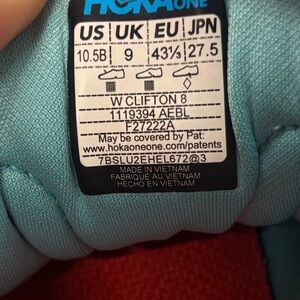 HOKA ONE
US UK EU JPN
10.5B 9 43⅓ 27.5
W CLIFTON 8
1119394 AEBL
F27222A
May be covered by Pat:
www.hokaoneone.com/patents
7BSLU2EHEL672@3
MADE IN VIETNAM
FABRIQUÉ AU VIETNAM
HECHO EN VIETNAM